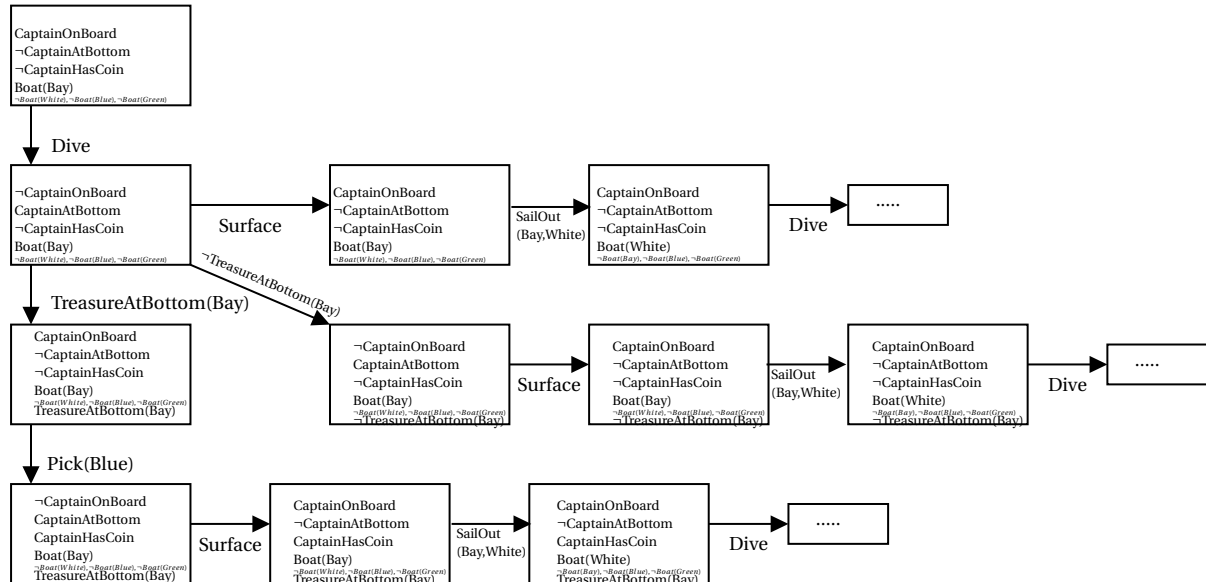 CaptainOnBoard
¬CaptainAtBottom
¬CaptainHasCoin
Boat(Bay)
¬Boat(White),¬Boat(Blue),¬Boat(Green)
Dive
¬CaptainOnBoard
CaptainAtBottom
¬CaptainHasCoin
Boat(Bay)
¬Boat(White),¬Boat(Blue),¬Boat(Green)
Surface
CaptainOnBoard
¬CaptainAtBottom
¬CaptainHasCoin
Boat(Bay)
¬Boat(White),¬Boat(Blue),¬Boat(Green)
SailOut
(Bay,White)
CaptainOnBoard
¬CaptainAtBottom
¬CaptainHasCoin
Boat(White)
¬Boat(Bay),¬Boat(Blue),¬Boat(Green)
Dive
.....
TreasureAtBottom(Bay)
¬TreasureAtBottom(Bay)
CaptainOnBoard
¬CaptainAtBottom
¬CaptainHasCoin
Boat(Bay)
¬Boat(White),¬Boat(Blue),¬Boat(Green)
TreasureAtBottom(Bay)
¬CaptainOnBoard
CaptainAtBottom
¬CaptainHasCoin
Boat(Bay)
¬Boat(White),¬Boat(Blue),¬Boat(Green)
¬TreasureAtBottom(Bay)
Surface
CaptainOnBoard
¬CaptainAtBottom
¬CaptainHasCoin
Boat(Bay)
¬Boat(White),¬Boat(Blue),¬Boat(Green)
¬TreasureAtBottom(Bay)
SailOut
(Bay,White)
CaptainOnBoard
¬CaptainAtBottom
¬CaptainHasCoin
Boat(White)
¬Boat(Bay),¬Boat(Blue),¬Boat(Green)
¬TreasureAtBottom(Bay)
Dive
.....
Pick(Blue)
¬CaptainOnBoard
CaptainAtBottom
CaptainHasCoin
Boat(Bay)
¬Boat(White),¬Boat(Blue),¬Boat(Green)
TreasureAtBottom(Bay)
Surface
CaptainOnBoard
¬CaptainAtBottom
CaptainHasCoin
Boat(Bay)
¬Boat(White),¬Boat(Blue),¬Boat(Green)
TreasureAtBottom(Bay)
SailOut
(Bay,White)
CaptainOnBoard
¬CaptainAtBottom
CaptainHasCoin
Boat(White)
¬Boat(Bay),¬Boat(Blue),¬Boat(Green)
TreasureAtBottom(Bay)
Dive
.....